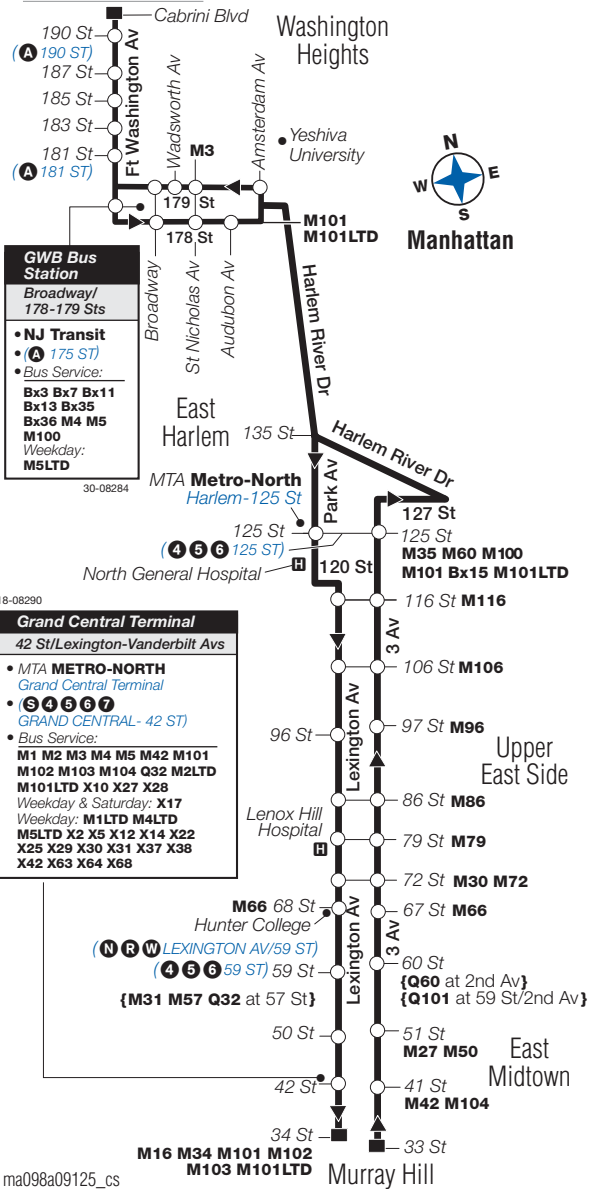 Cabrini Blvd
190 St
(A 190 ST)
187 St
185 St
183 St
181 St
(A 181 ST)
Ft Washington Av
Wadsworth Av
M3
Amsterdam Av
Washington
Heights
Yeshiva
University
N
W E
S
Manhattan
179 St
178 St
M101
M101LTD
Broadway
St Nicholas Av
Audubon Av
GWB Bus
Station
Broadway/
178-179 Sts
• NJ Transit
• (A 175 ST)
• Bus Service:
Bx3 Bx7 Bx11
Bx13 Bx35
Bx36 M4 M5
M100
Weekday:
M5LTD
30-08284
Harlem River Dr
East
Harlem
135 St
Harlem River Dr
MTA Metro-North
Harlem-125 St
Park Av
127 St
125 St
(4 5 6 125 ST)
125 St
M35 M60 M100
M101 Bx15 M101LTD
North General Hospital H
120 St
116 St M116
3 Av
106 St M106
18-08290
Grand Central Terminal
42 St/Lexington-Vanderbilt Avs
• MTA METRO-NORTH
Grand Central Terminal
• (S 4 5 6 7
GRAND CENTRAL- 42 ST)
• Bus Service:
M1 M2 M3 M4 M5 M42 M101
M102 M103 M104 Q32 M2LTD
M101LTD X10 X27 X28
Weekday & Saturday: X17
Weekday: M1LTD M4LTD
M5LTD X2 X5 X12 X14 X22
X25 X29 X30 X31 X37 X38
X42 X63 X64 X68
Lexington Av
96 St
97 St M96
Upper
East Side
86 St M86
Lenox Hill
Hospital
H
79 St M79
72 St M30 M72
M66 68 St
Hunter College
67 St M66
Lexington Av
3 Av
(N R W LEXINGTON AV/59 ST)
(4 5 6 59 ST) 59 St
{M31 M57 Q32 at 57 St}
60 St
{Q60 at 2nd Av}
{Q101 at 59 St/2nd Av}
50 St
51 St
M27 M50
East
Midtown
42 St
41 St
M42 M104
34 St
M16 M34 M101 M102
M103 M101LTD
33 St
Murray Hill
ma098a09125_cs